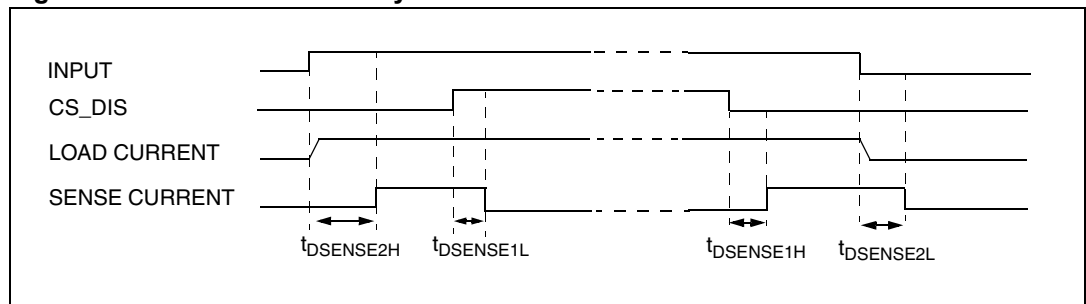 INPUT
CS_DIS
LOAD CURRENT
SENSE CURRENT
tDSENSE2H tDSENSE1L tDSENSE1H tDSENSE2L